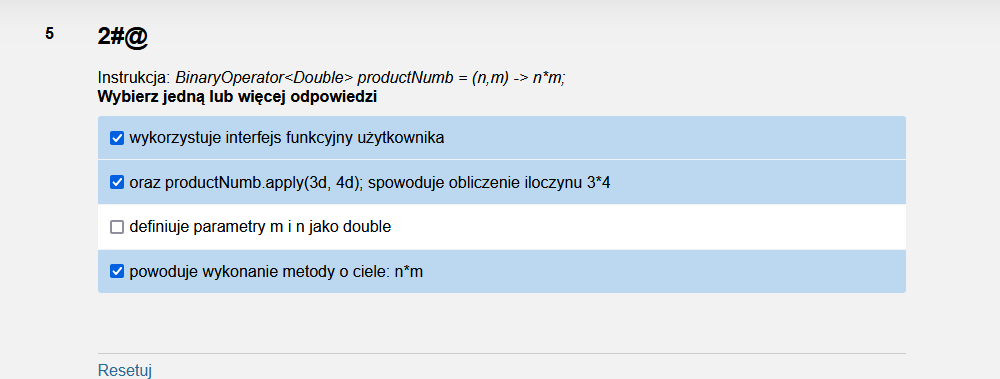 5
2#@
Instrukcja: BinaryOperator<Double> productNumb = (n,m) -> n*m;
Wybierz jedną lub więcej odpowiedzi
wykorzystuje interfejs funkcyjny użytkownika
oraz productNumb.apply(3d, 4d); spowoduje obliczenie iloczynu 3*4
definiuje parametry m i n jako double
powoduje wykonanie metody o ciele: n*m
Resetuj